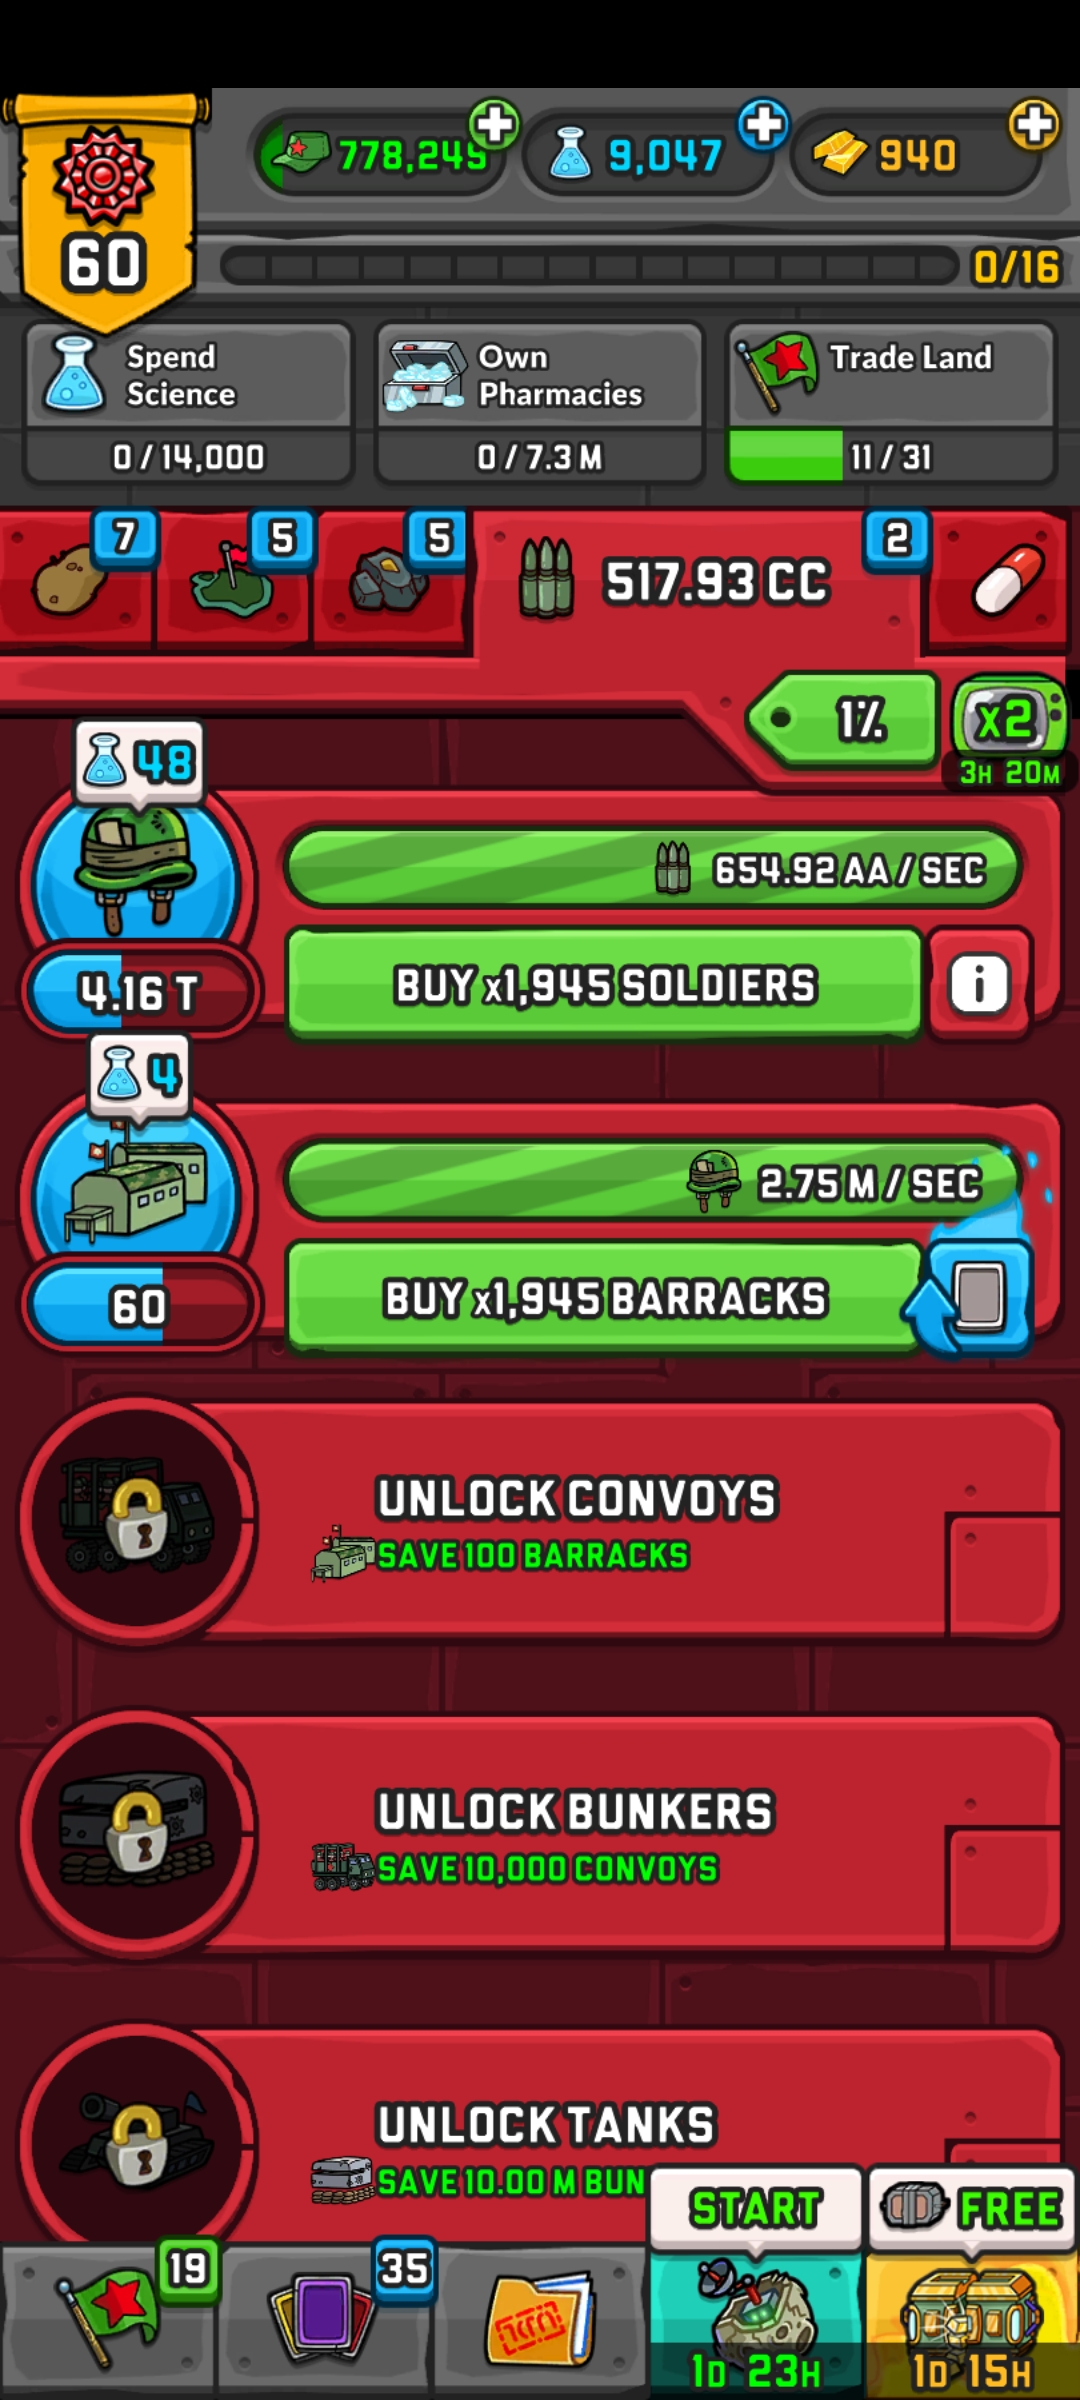 60
778,245
9,047
940
0/16
Spend
Science
0/14,000
Own
Pharmacies
0/7.3 M
Trade Land
11/31
7
5
5
517.93 CC
2
1%
x2
3H 20M
48
654.92 AA / SEC
4.16 T
BUY x1,945 SOLDIERS
i
4
2.75 M / SEC
60
BUY x1,945 BARRACKS
UNLOCK CONVOYS
SAVE 100 BARRACKS
UNLOCK BUNKERS
SAVE 10,000 CONVOYS
UNLOCK TANKS
SAVE 10.00 M BUN
START
FREE
19
35
1D 23H
1D 15H